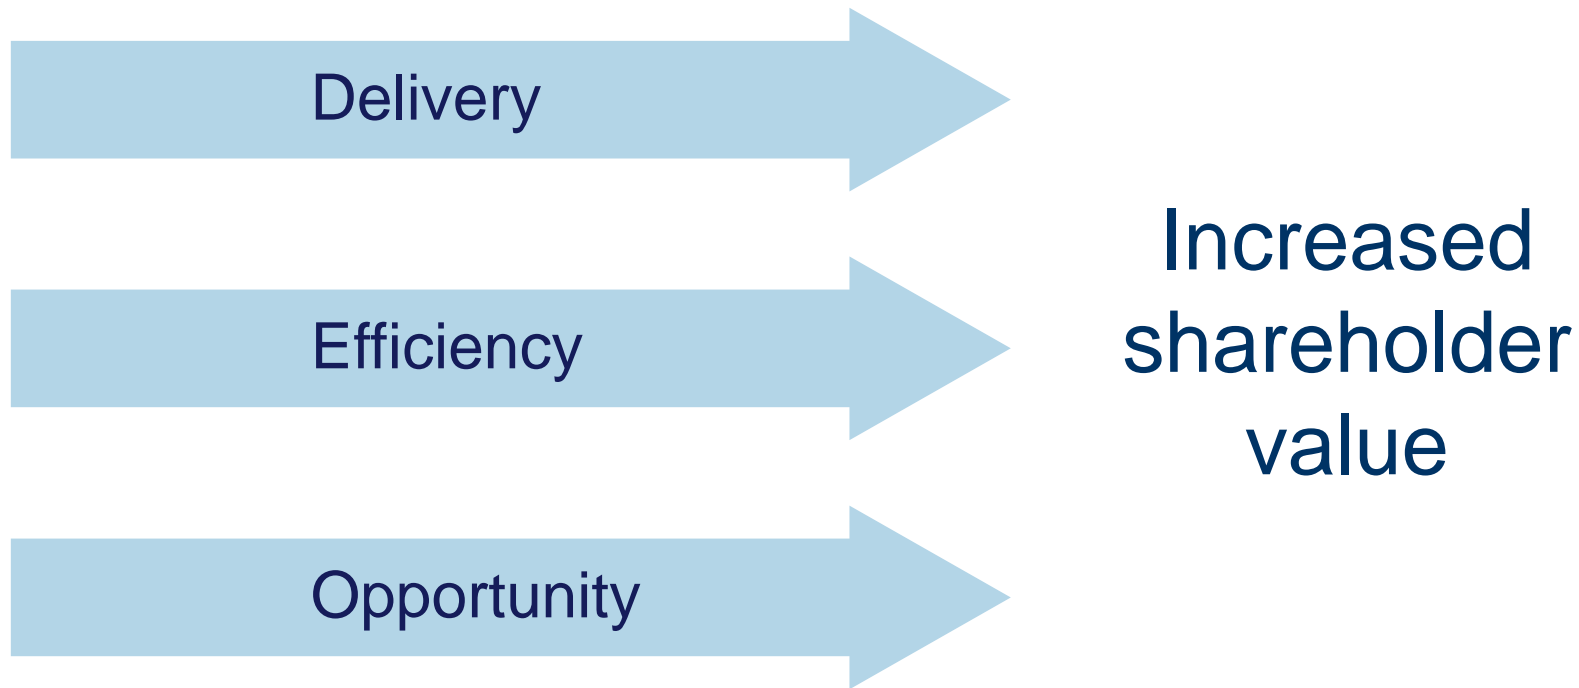 Delivery
Efficiency
Opportunity
Increased
shareholder
value